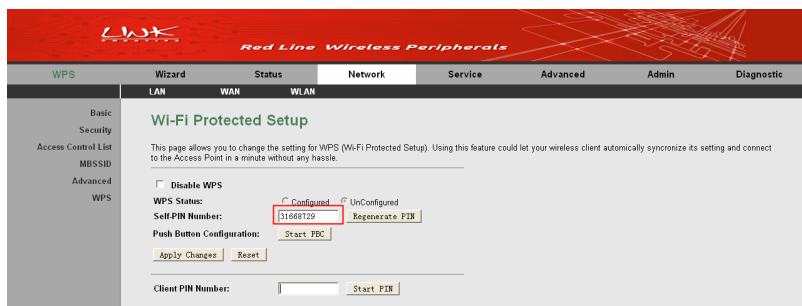 LINK
CREATIVE
Red Line Wireless Peripherals
WPS Wizard Status Network Service Advanced Admin Diagnostic
LAN WAN WLAN
Basic
Security
Access Control List
MBSSID
Advanced
WPS
Wi-Fi Protected Setup
This page allows you to change the setting for WPS (Wi-Fi Protected Setup). Using this feature could let your wireless client automically syncronize its setting and connect
to the Access Point in a minute without any hassle.
Disable WPS
WPS Status: Configured UnConfigured
Self-PIN Number: 31668729 Regenerate PIN
Push Button Configuration: Start PBC
Apply Changes Reset
Client PIN Number: Start PIN